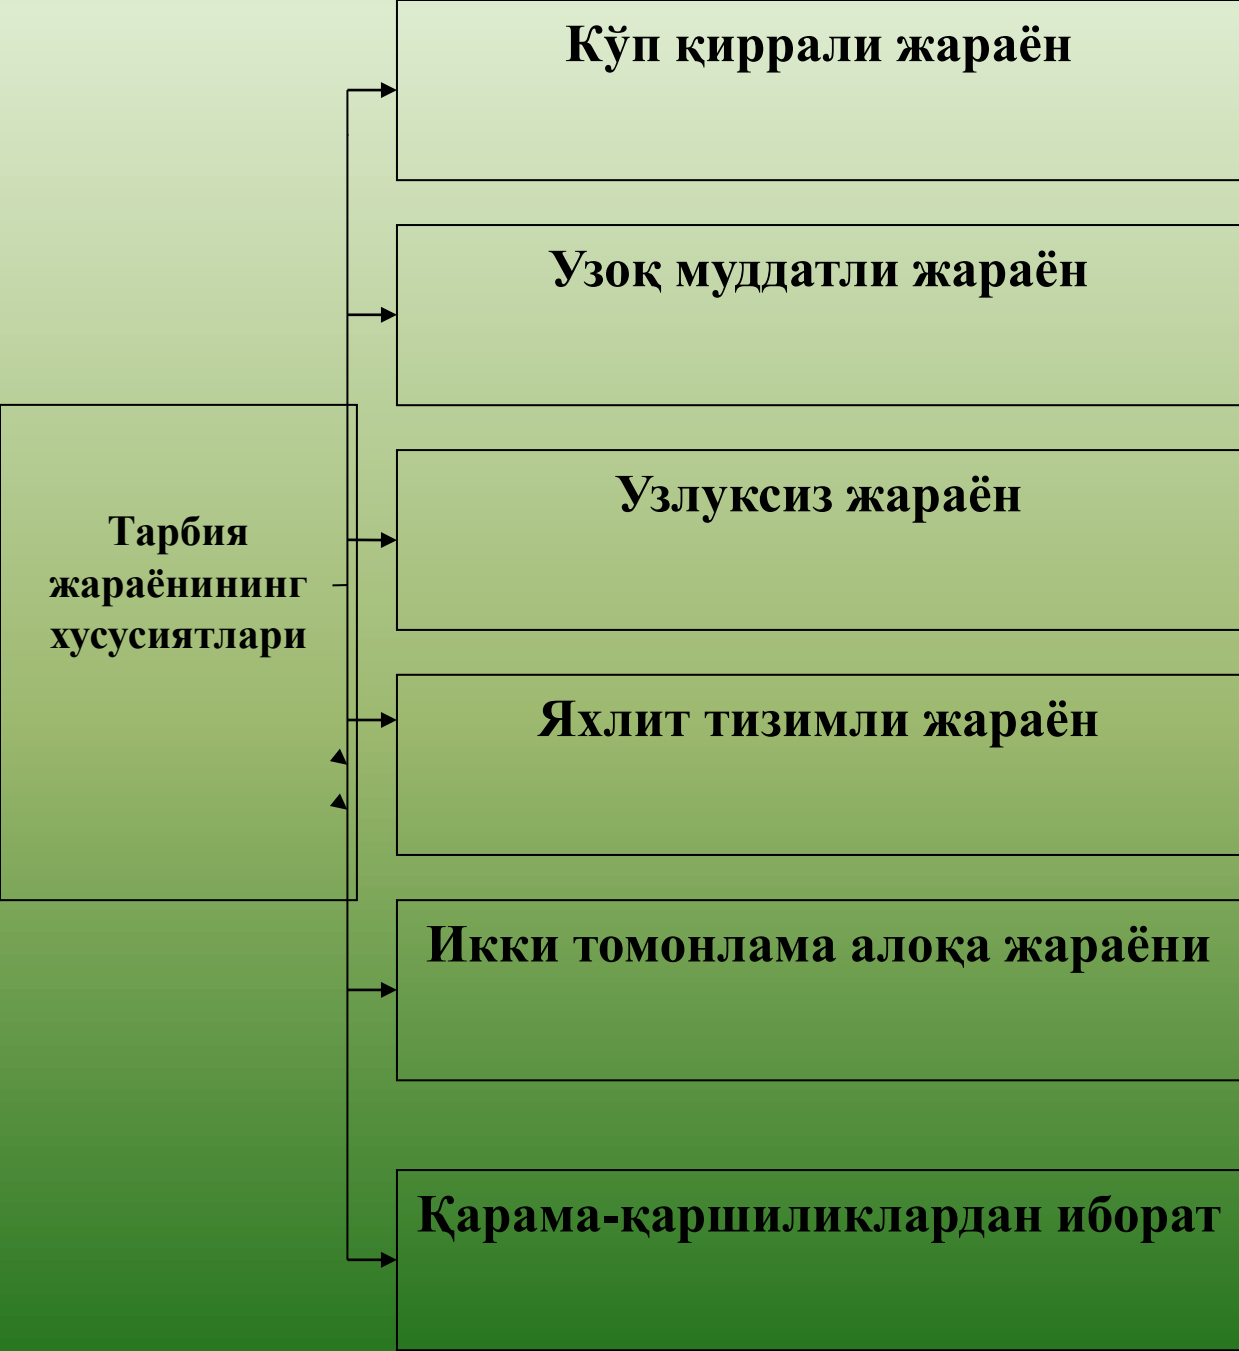 Кўп қиррали жараён
Узоқ муддатли жараён
Узлуксиз жараён
Тарбия
жараёнининг
хусусиятлари
Яхлит тизимли жараён
Икки томонлама алоқа жараёни
Қарама-қаршиликлардан иборат